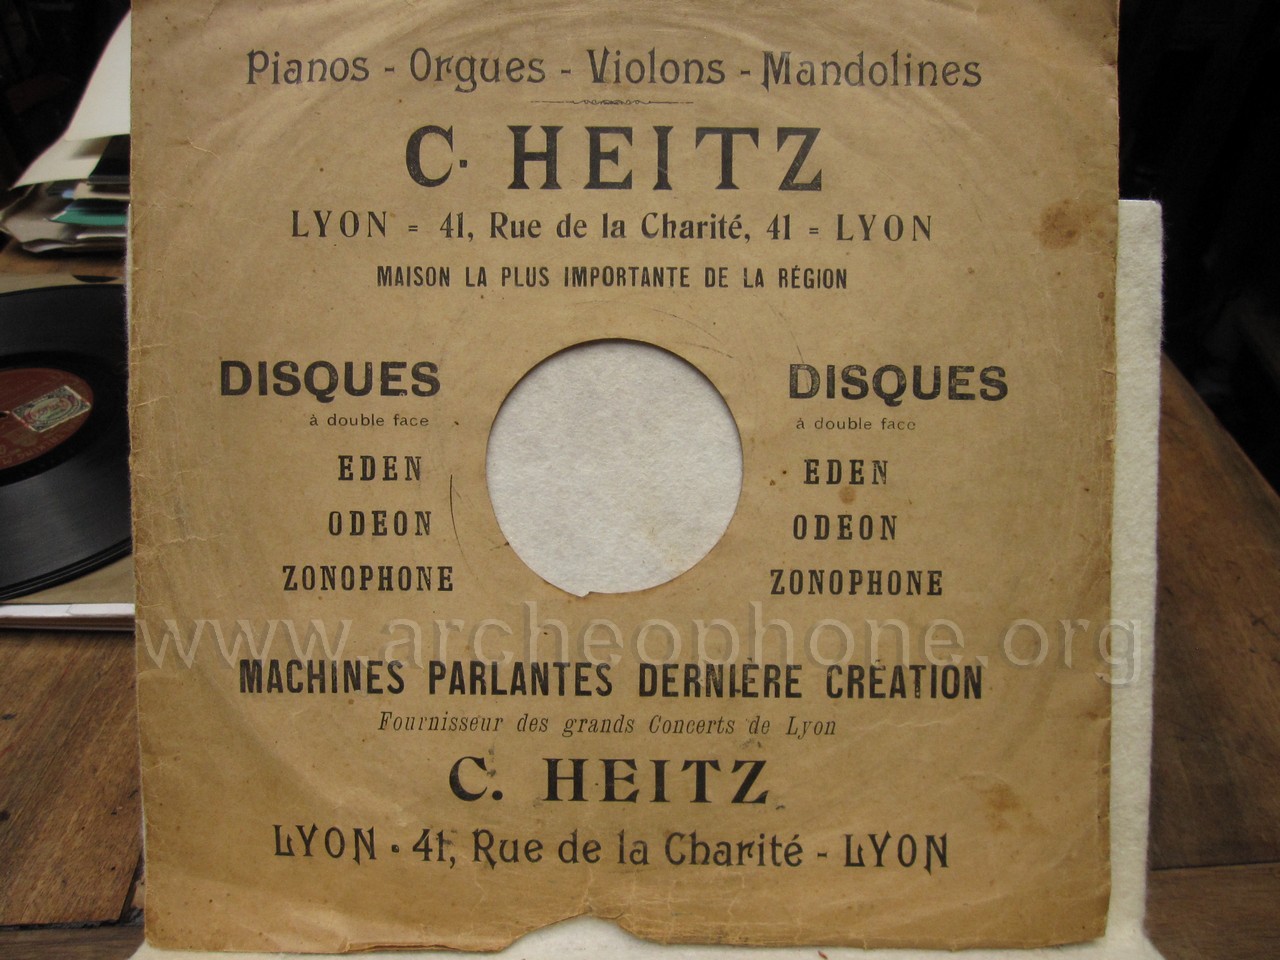 Pianos - Orgues - Violons - Mandolines
C. HEITZ
LYON = 41, Rue de la Charité, 41 = LYON
MAISON LA PLUS IMPORTANTE DE LA RÉGION
DISQUES
à double face
EDEN
ODEON
ZONOPHONE
DISQUES
à double face
EDEN
ODEON
ZONOPHONE
www.archeophone.org
MACHINES PARLANTES DERNIÈRE CRÉATION
Fournisseur des grands Concerts de Lyon
C. HEITZ
LYON - 41, Rue de la Charité - LYON